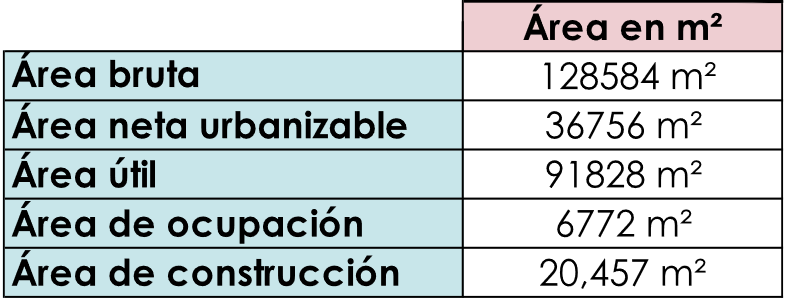 Área en m²
Área bruta 128584 m²
Área neta urbanizable 36756 m²
Área útil 91828 m²
Área de ocupación 6772 m²
Área de construcción 20,457 m²